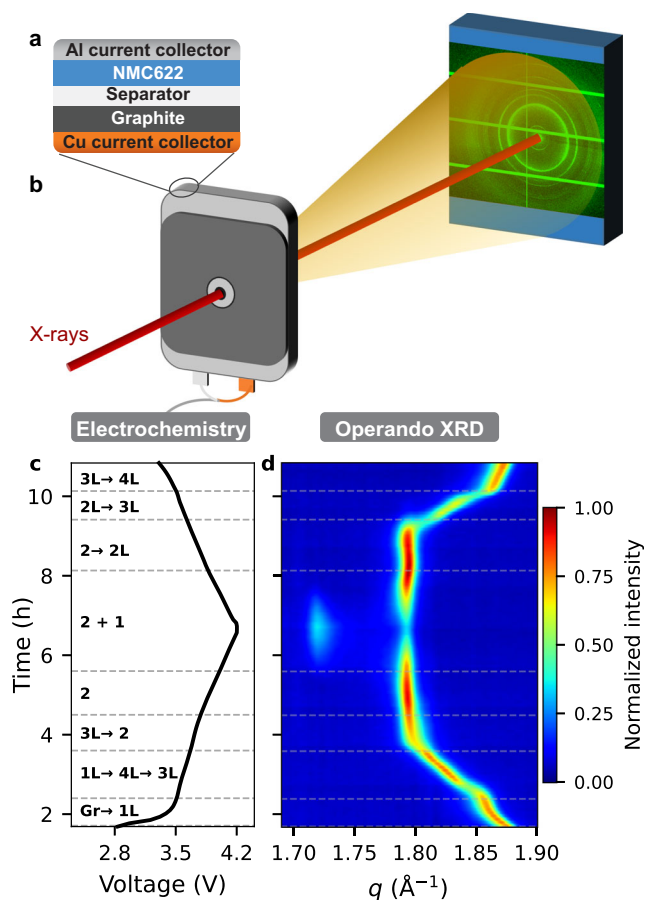 a
Al current collector
NMC622
Separator
Graphite
Cu current collector
b
X-rays
Electrochemistry
Operando XRD
c
d
3L→ 4L
2L→ 3L
2→ 2L
2 + 1
2
3L→ 2
1L→ 4L→ 3L
Gr→ 1L
10
8
6
4
2
Time (h)
2.8 3.5 4.2
Voltage (V)
1.70 1.75 1.80 1.85 1.90
q (Å⁻¹)
1.00
0.75
0.50
0.25
0.00
Normalized intensity